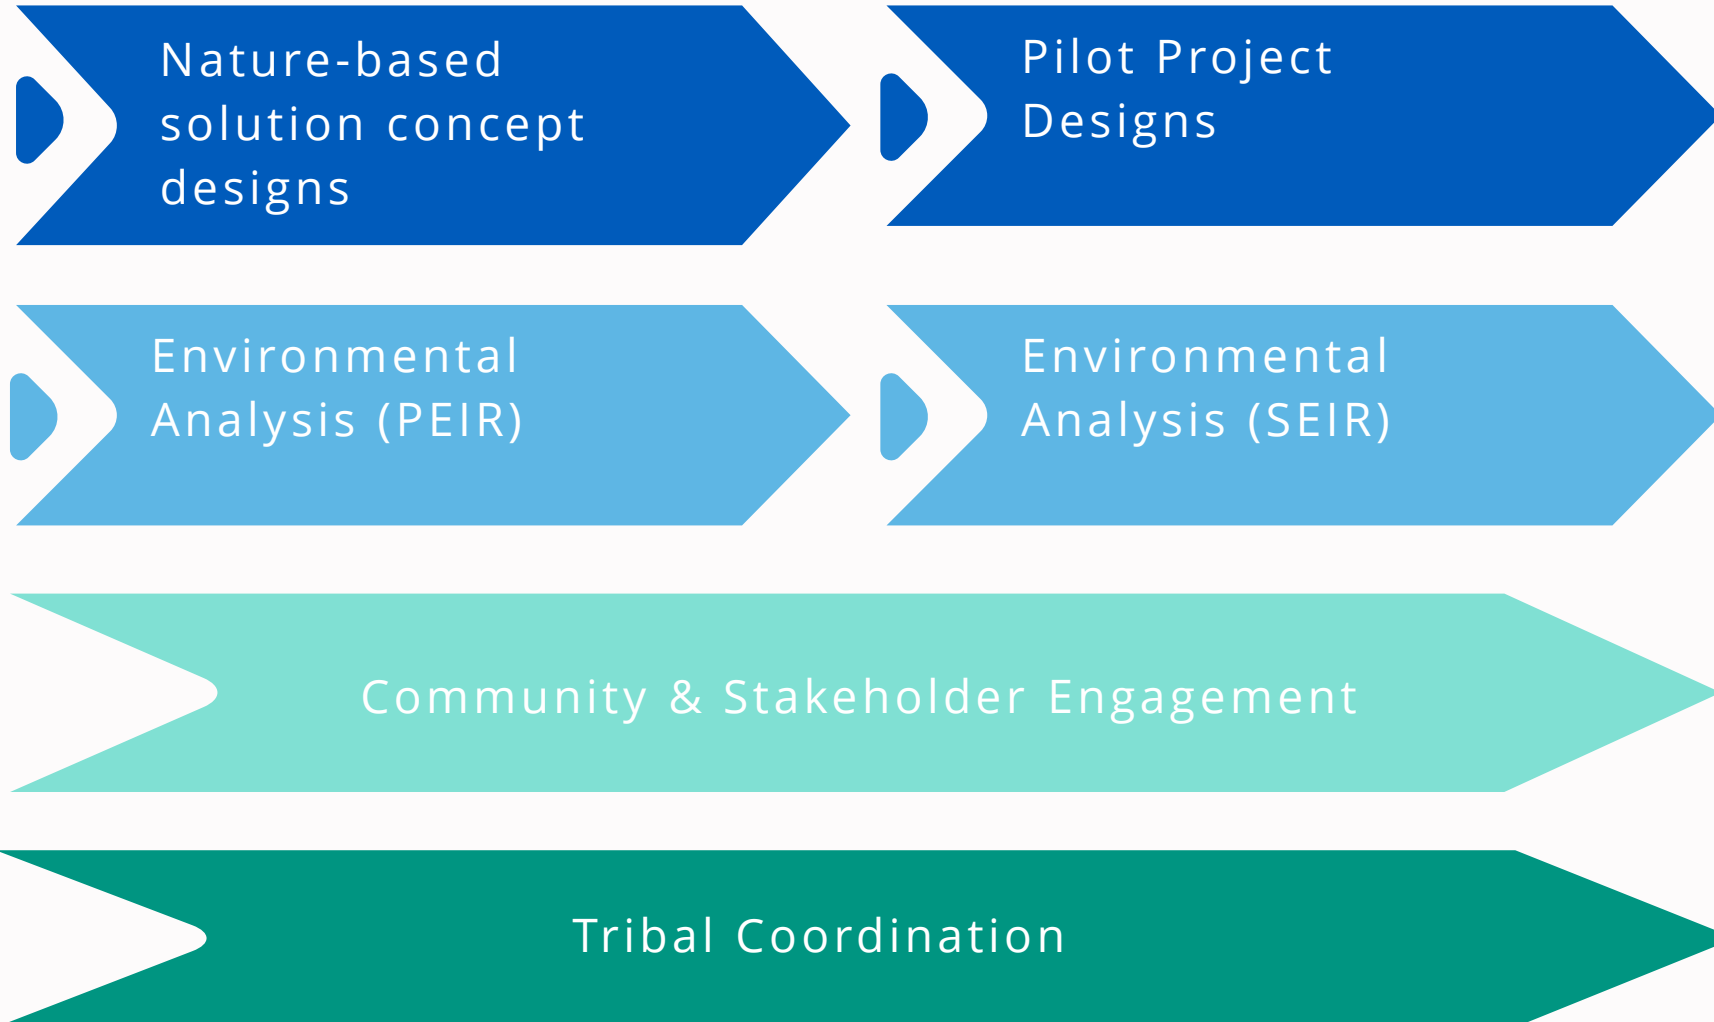 Nature-based
solution concept
designs
Pilot Project
Designs
Environmental
Analysis (PEIR)
Environmental
Analysis (SEIR)
Community & Stakeholder Engagement
Tribal Coordination